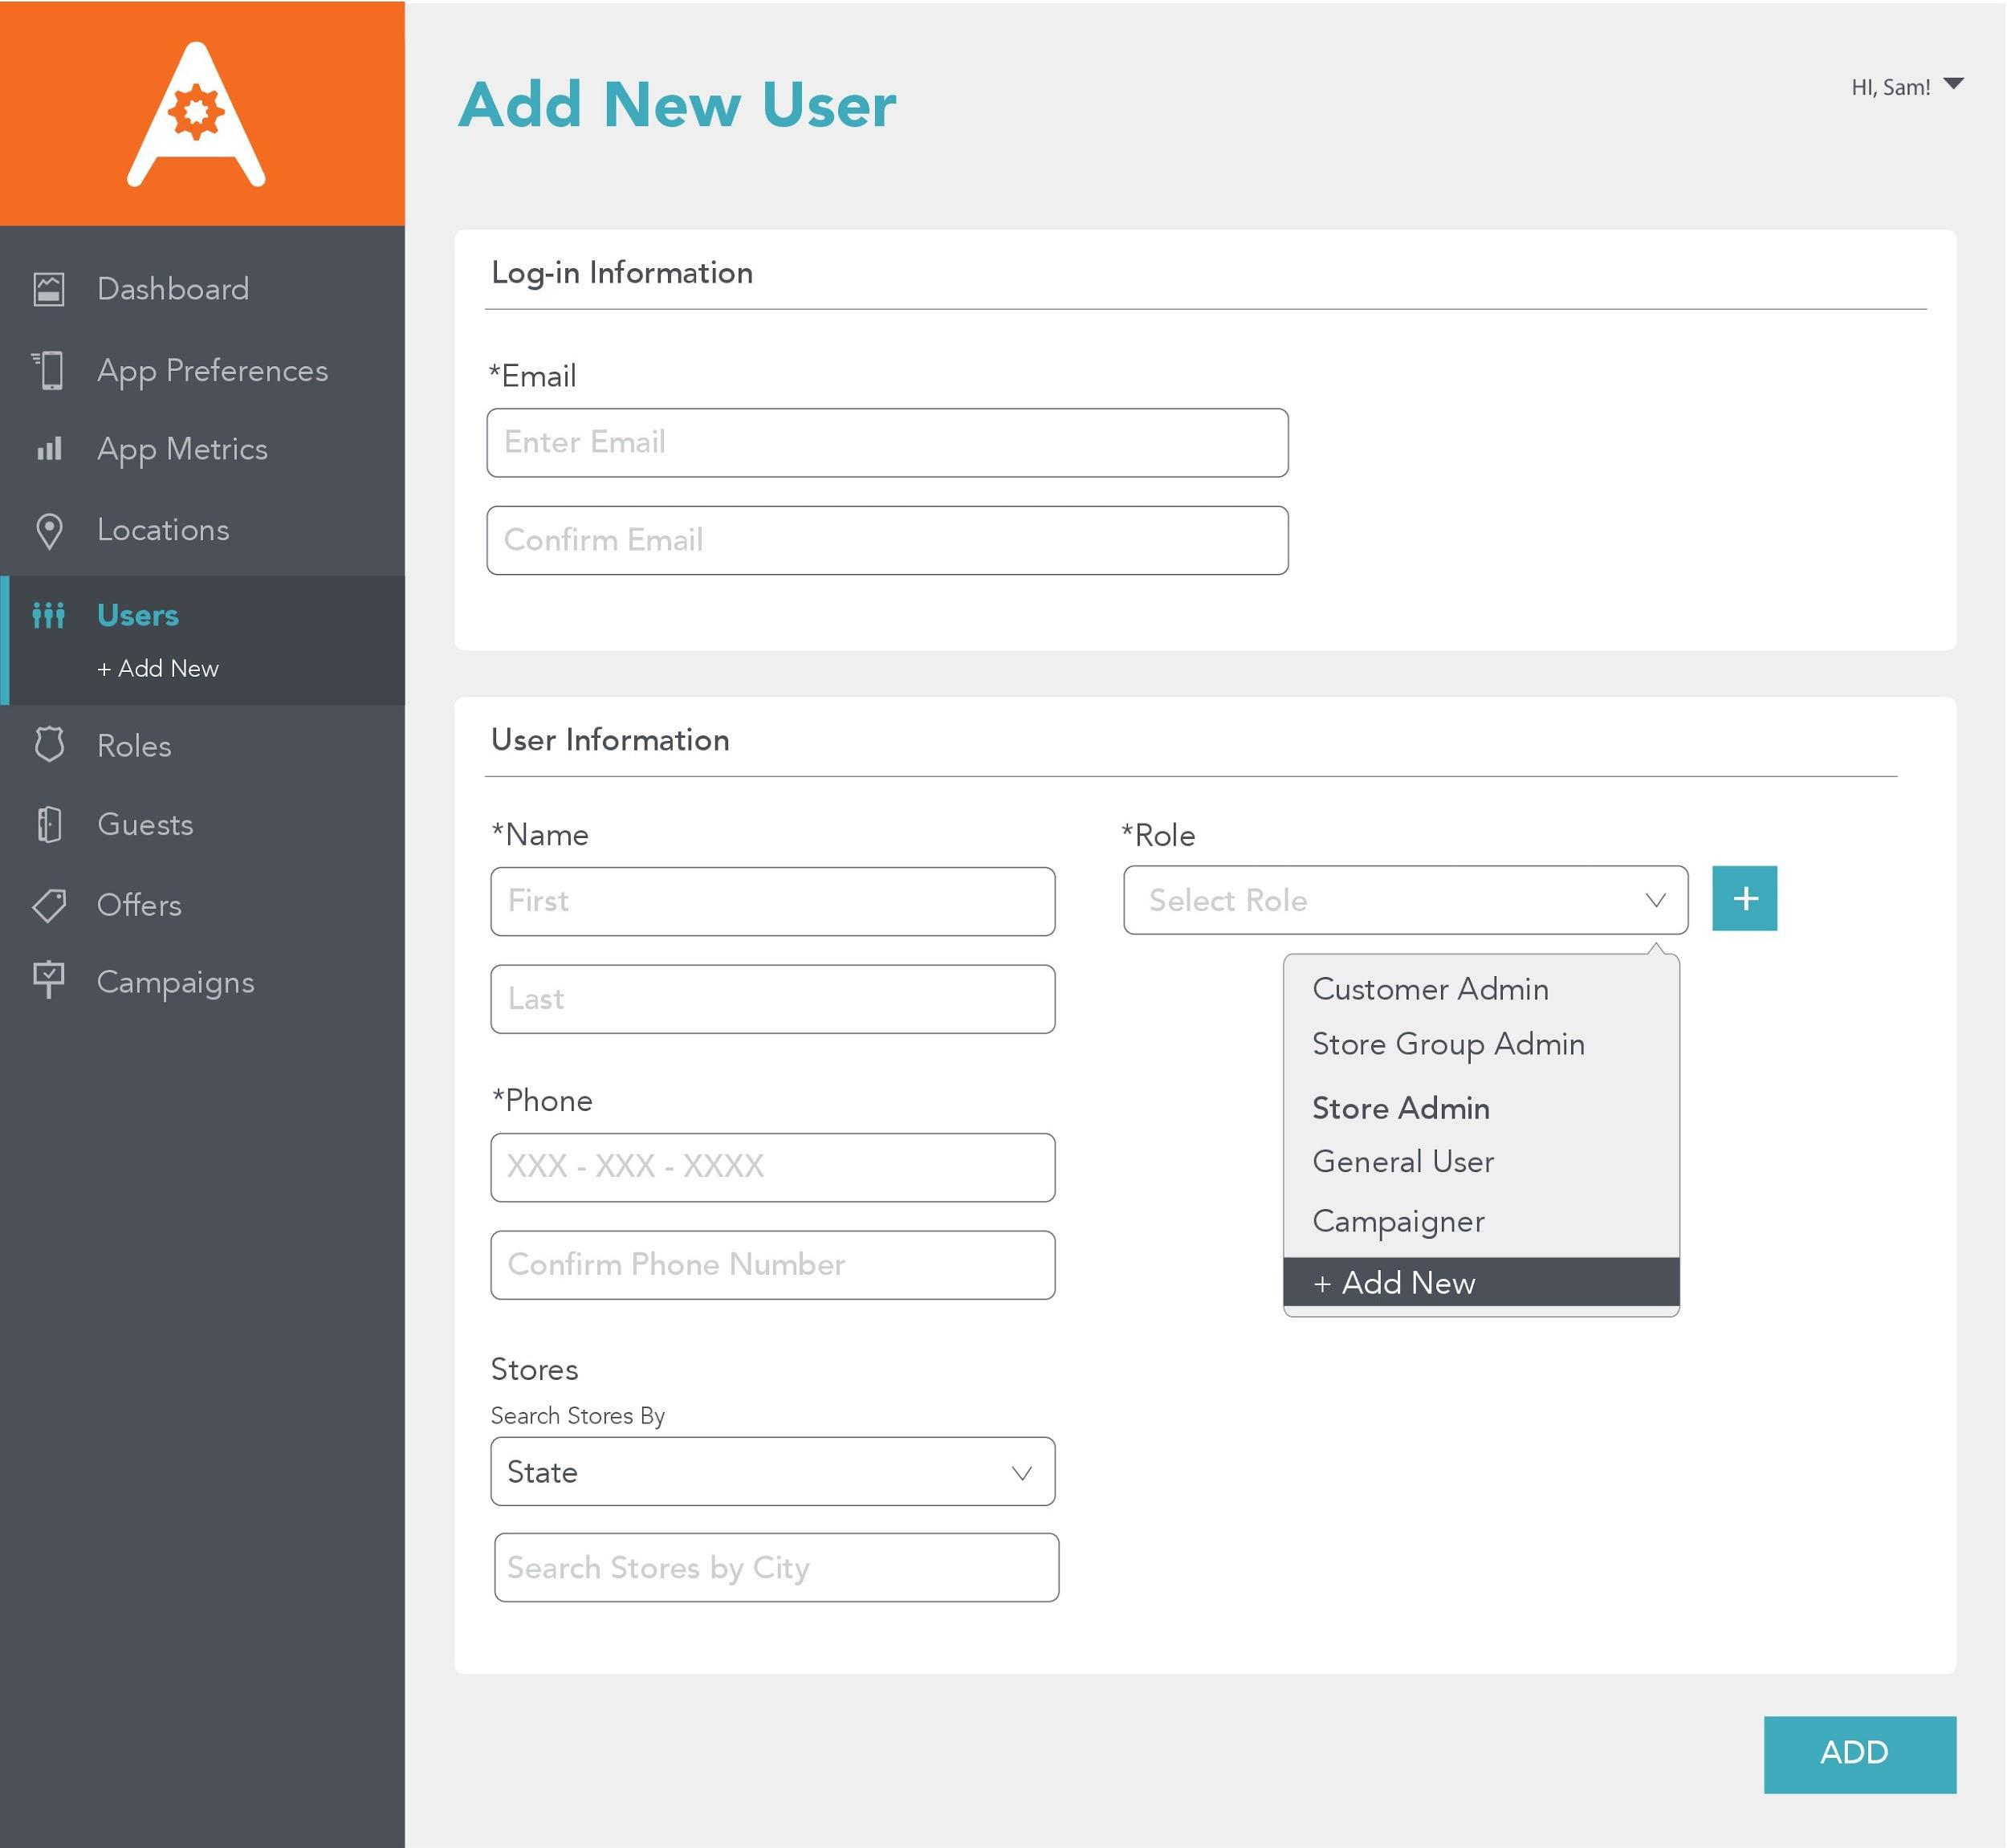 Add New User
HI, Sam!
Dashboard
App Preferences
App Metrics
Locations
Users
+ Add New
Roles
Guests
Offers
Campaigns
Log-in Information
*Email
Enter Email
Confirm Email
User Information
*Name
First
Last
*Phone
XXX - XXX - XXXX
Confirm Phone Number
Stores
Search Stores By
State
Search Stores by City
*Role
Select Role
+
Customer Admin
Store Group Admin
Store Admin
General User
Campaigner
+ Add New
ADD